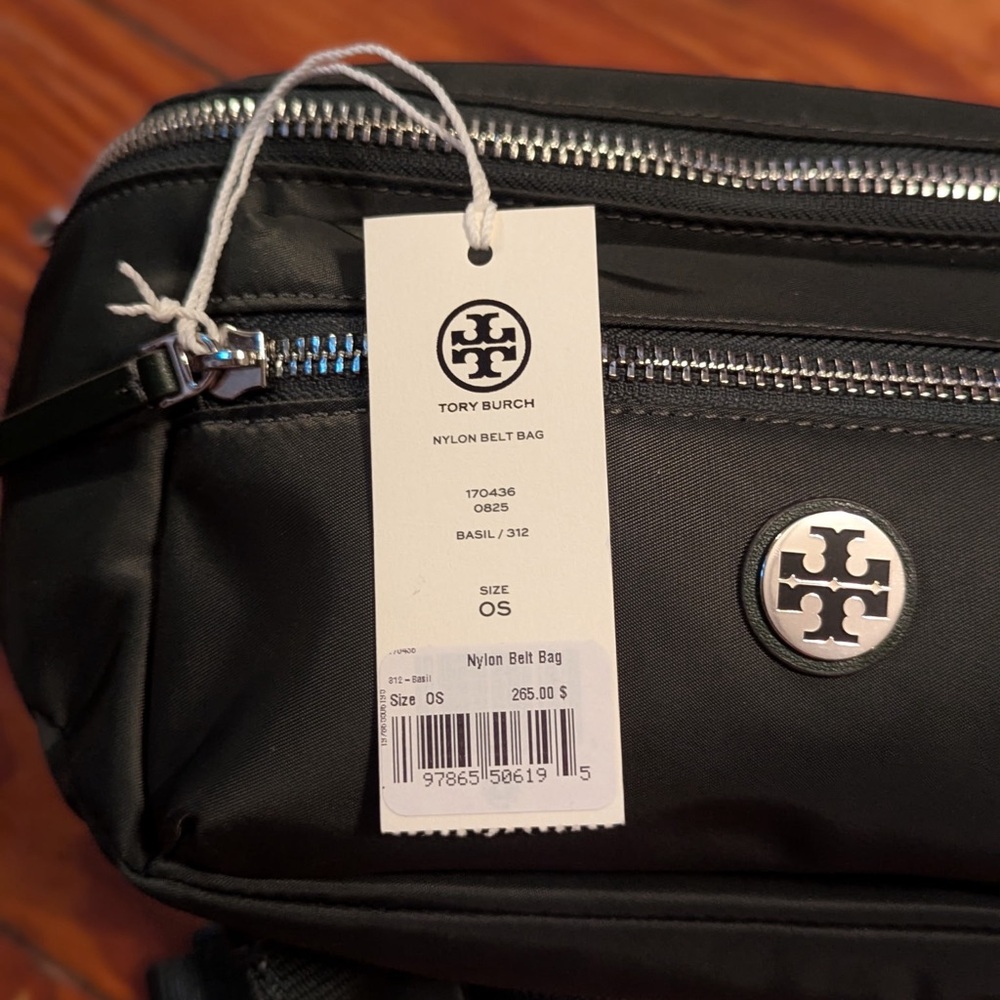 TORY BURCH
NYLON BELT BAG
170436
0825
BASIL / 312
SIZE
OS
Nylon Belt Bag
312 - Basil
Size OS 265.00 $
97865 50619 5